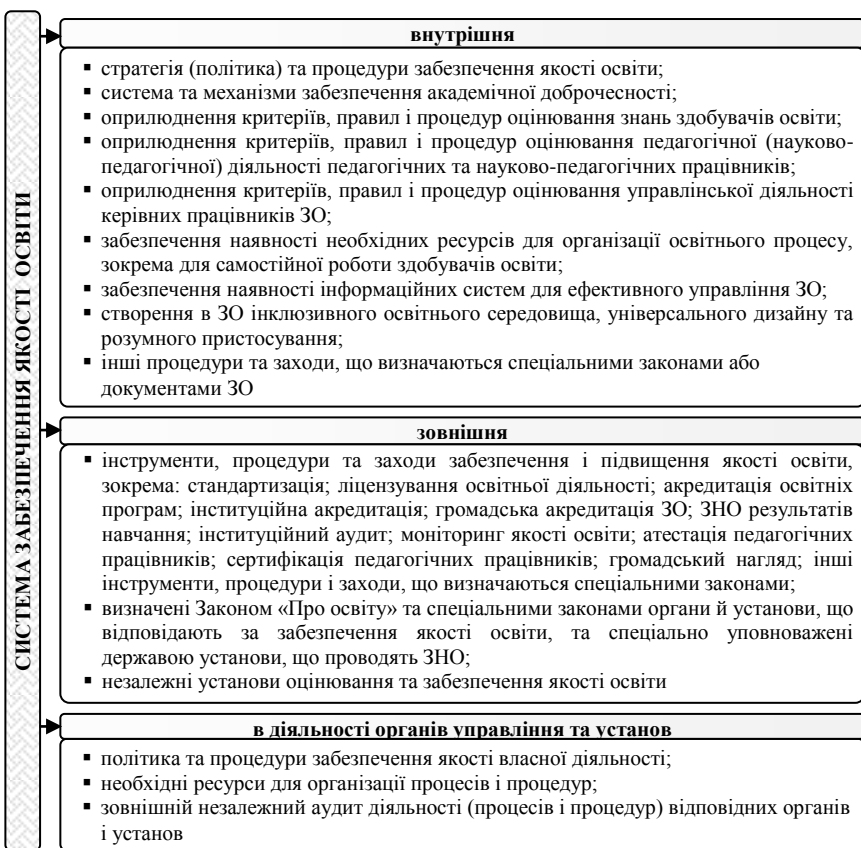 СИСТЕМА ЗАБЕЗПЕЧЕННЯ ЯКОСТІ ОСВІТИ
внутрішня
▪ стратегія (політика) та процедури забезпечення якості освіти;
▪ система та механізми забезпечення академічної доброчесності;
▪ оприлюднення критеріїв, правил і процедур оцінювання знань здобувачів освіти;
▪ оприлюднення критеріїв, правил і процедур оцінювання педагогічної (науково-
педагогічної) діяльності педагогічних та науково-педагогічних працівників;
▪ оприлюднення критеріїв, правил і процедур оцінювання управлінської діяльності
керівних працівників ЗО;
▪ забезпечення наявності необхідних ресурсів для організації освітнього процесу,
зокрема для самостійної роботи здобувачів освіти;
▪ забезпечення наявності інформаційних систем для ефективного управління ЗО;
▪ створення в ЗО інклюзивного освітнього середовища, універсального дизайну та
розумного пристосування;
▪ інші процедури та заходи, що визначаються спеціальними законами або
документами ЗО
зовнішня
▪ інструменти, процедури та заходи забезпечення і підвищення якості освіти,
зокрема: стандартизація; ліцензування освітньої діяльності; акредитація освітніх
програм; інституційна акредитація; громадська акредитація ЗО; ЗНО результатів
навчання; інституційний аудит; моніторинг якості освіти; атестація педагогічних
працівників; сертифікація педагогічних працівників; громадський нагляд; інші
інструменти, процедури і заходи, що визначаються спеціальними законами;
▪ визначені Законом «Про освіту» та спеціальними законами органи й установи, що
відповідають за забезпечення якості освіти, та спеціально уповноважені
державою установи, що проводять ЗНО;
▪ незалежні установи оцінювання та забезпечення якості освіти
в діяльності органів управління та установ
▪ політика та процедури забезпечення якості власної діяльності;
▪ необхідні ресурси для організації процесів і процедур;
▪ зовнішній незалежний аудит діяльності (процесів і процедур) відповідних органів
і установ